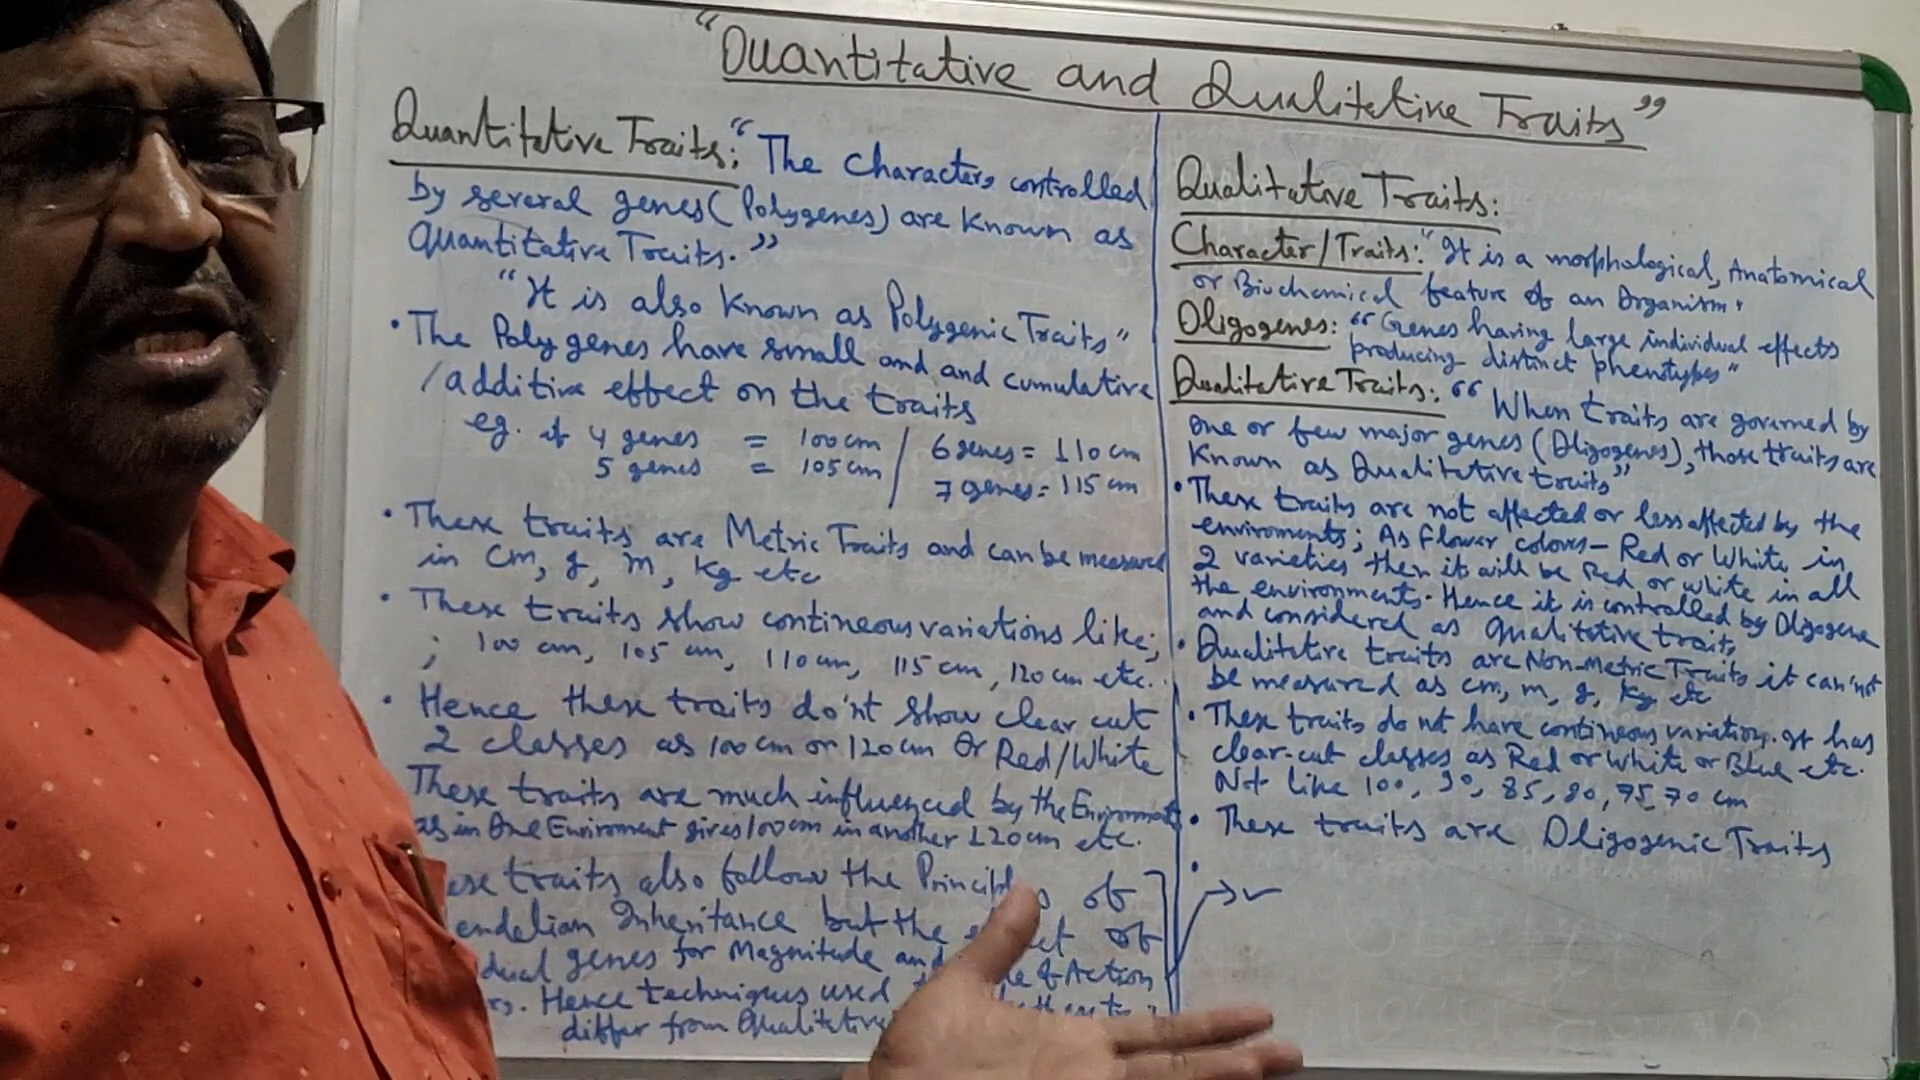 "Quantitative and Qualitative Traits"
Quantitative Traits: "The Characters controlled
by several genes (Polygenes) are known as
Quantitative Traits."
"It is also known as Polygenic Traits"
• The Polygenes have small and and cumulative
/additive effect on the traits
eg. if 4 genes = 100 cm / 6 genes = 110 cm
5 genes = 105 cm / 7 genes = 115 cm
• These traits are Metric Traits and can be measured
in cm, g, m, kg etc
• These traits show contineous variations like;
; 100 cm, 105 cm, 110 cm, 115 cm, 120 cm etc.
• Hence these traits do'nt show clear cut
2 classes as 100 cm or 120 cm Or Red/White
These traits are much influenced by the Environment
as in One Enviroment gives 100 cm in another 120 cm etc.
traits also follow the Principles of
Inheritance but the of
genes for Magnitude and & Action
Hence techniques used
differ from Qualitative
Qualitative Traits:
Character/Traits: "It is a morphological, Anatomical
or Biochemical feature of an Organism"
Oligogenes: "Genes having large individual effects
producing distinct phenotypes"
Qualitative Traits: "When traits are governed by
one or few major genes (Oligogenes), those traits are
known as Qualitative traits"
• These traits are not affected or less affected by the
enviroments; As flower colours - Red or White in
2 varieties then it will be Red or white in all
the environments. Hence it is controlled by Oligogene
and considered as qualitative traits
• Qualitative traits are Non-Metric Traits it can'not
be measured as cm, m, g, kg etc
• These traits do not have contineous variation. It has
clear-cut classes as Red or White or Blue etc.
Not like 100, 90, 85, 80, 75, 70 cm
• These traits are Oligogenic Traits